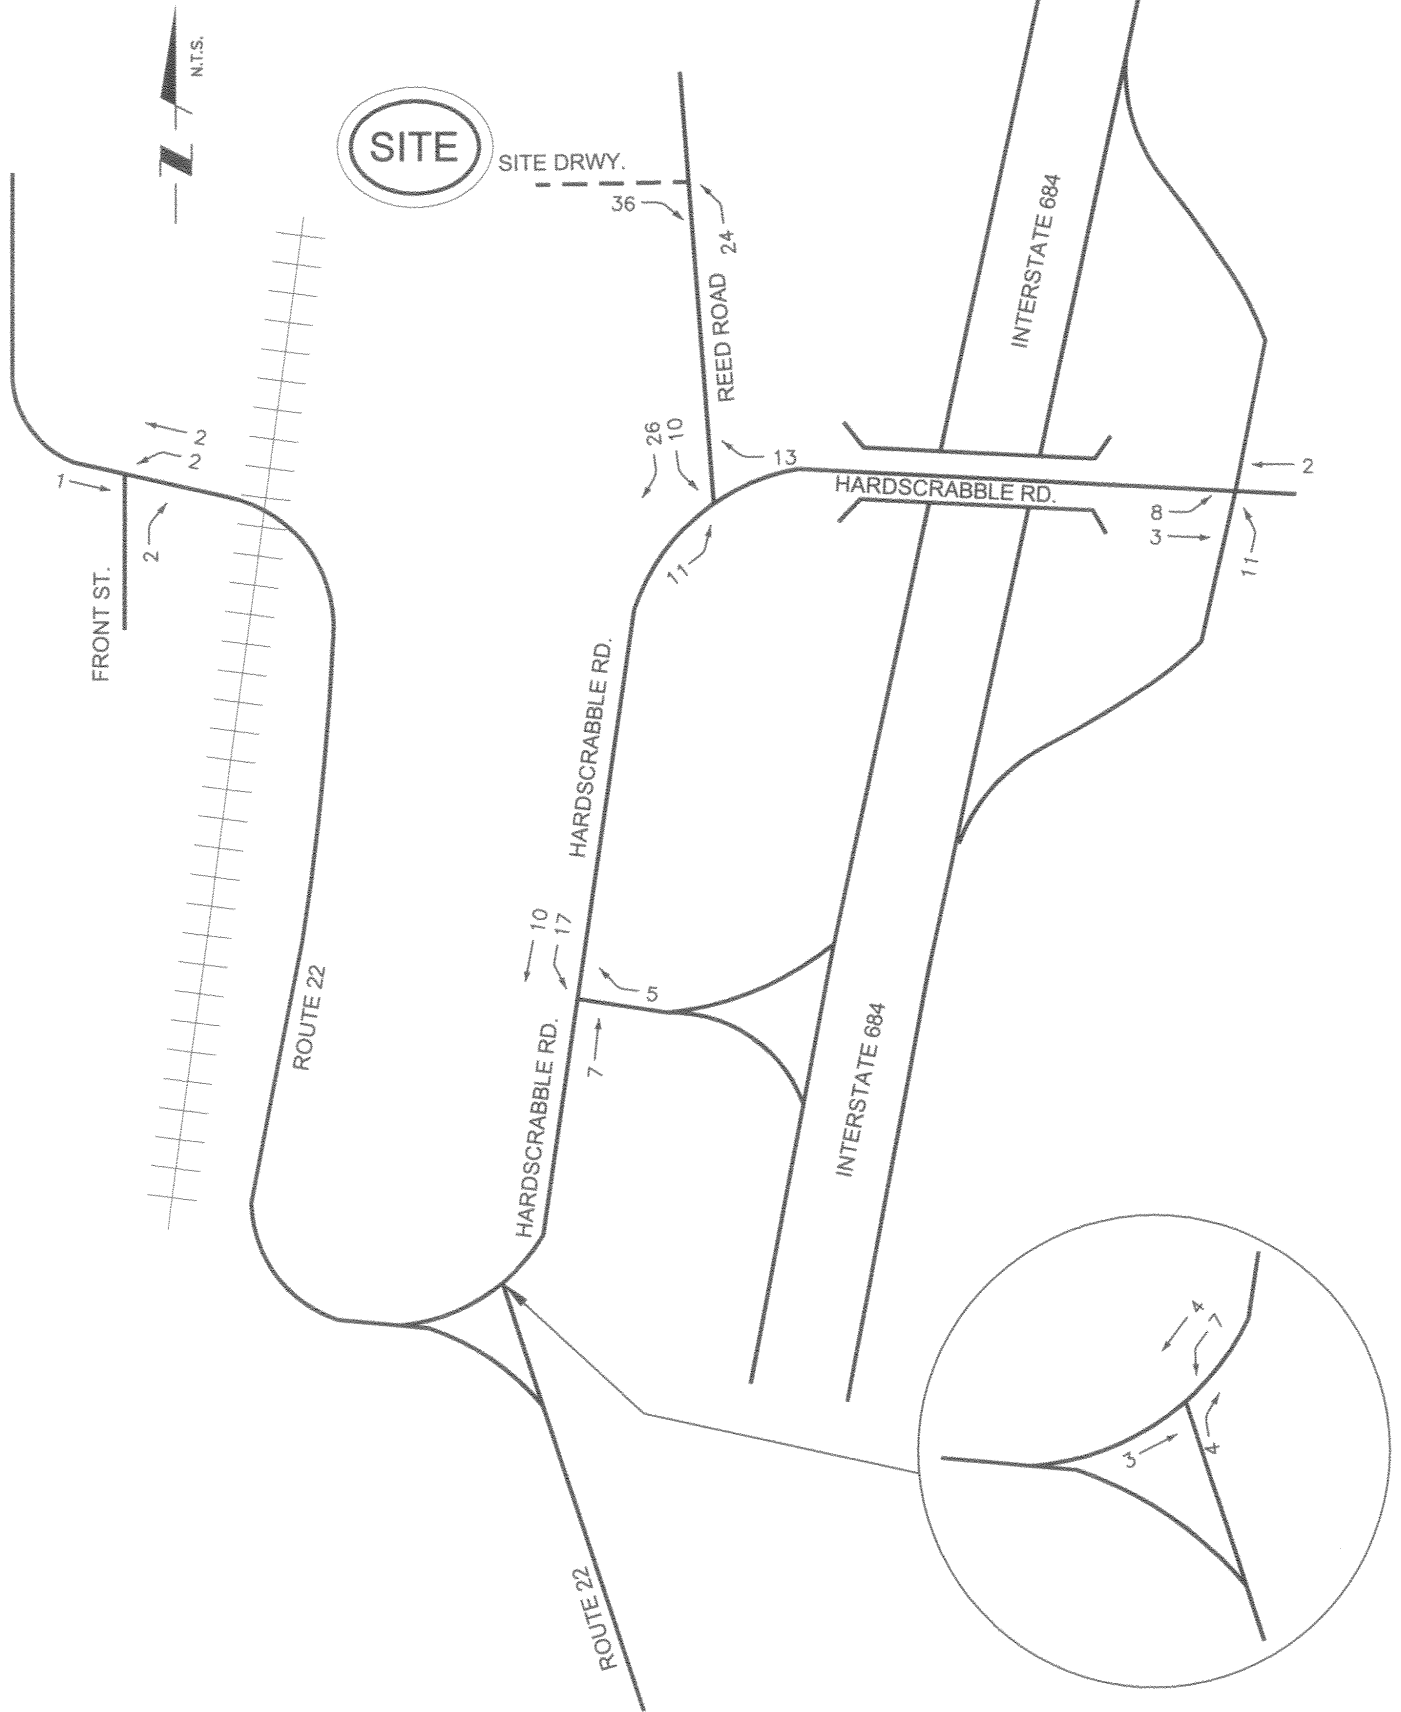 N.T.S.
N
SITE
SITE DRWY.
36
24
REED ROAD
INTERSTATE 684
2
2
1
2
FRONT ST.
26
10
13
11
HARDSCRABBLE RD.
2
8
3
11
HARDSCRABBLE RD.
10
17
5
7
ROUTE 22
HARDSCRABBLE RD.
INTERSTATE 684
4
7
3
4
ROUTE 22